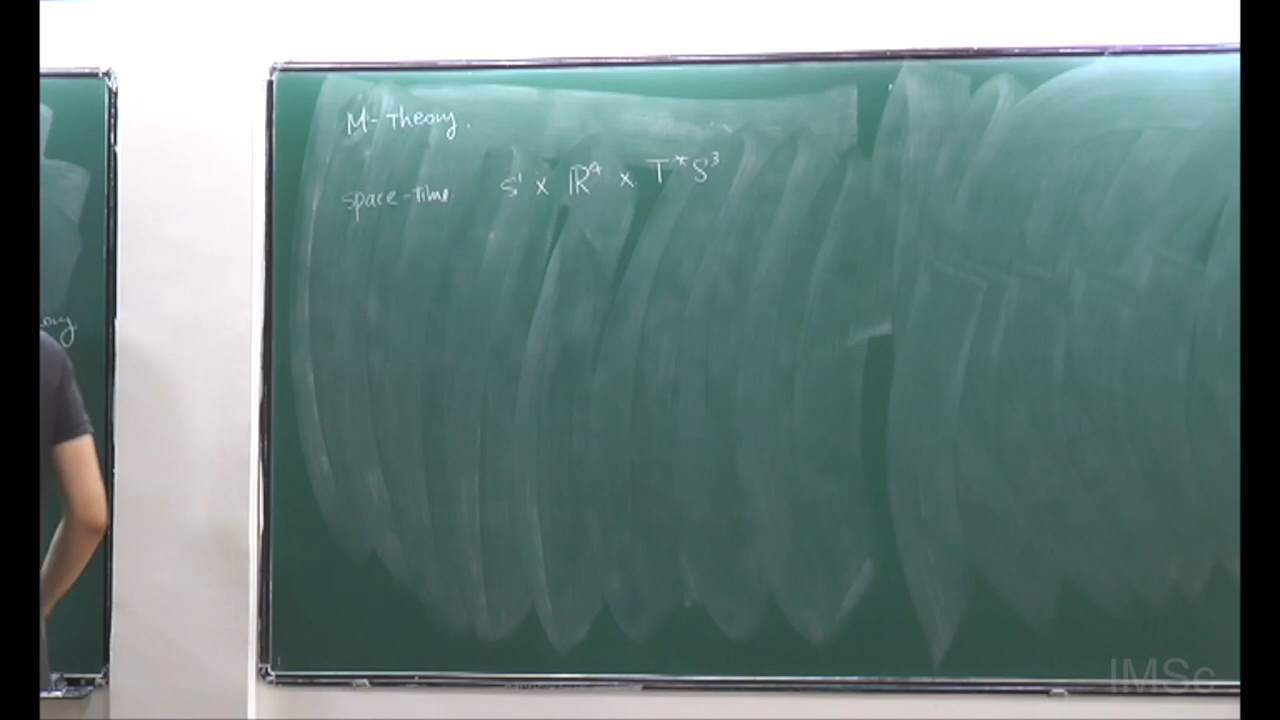 M-Theory.
space-time. S¹ × ℝ⁴ × T*S³
IMSc